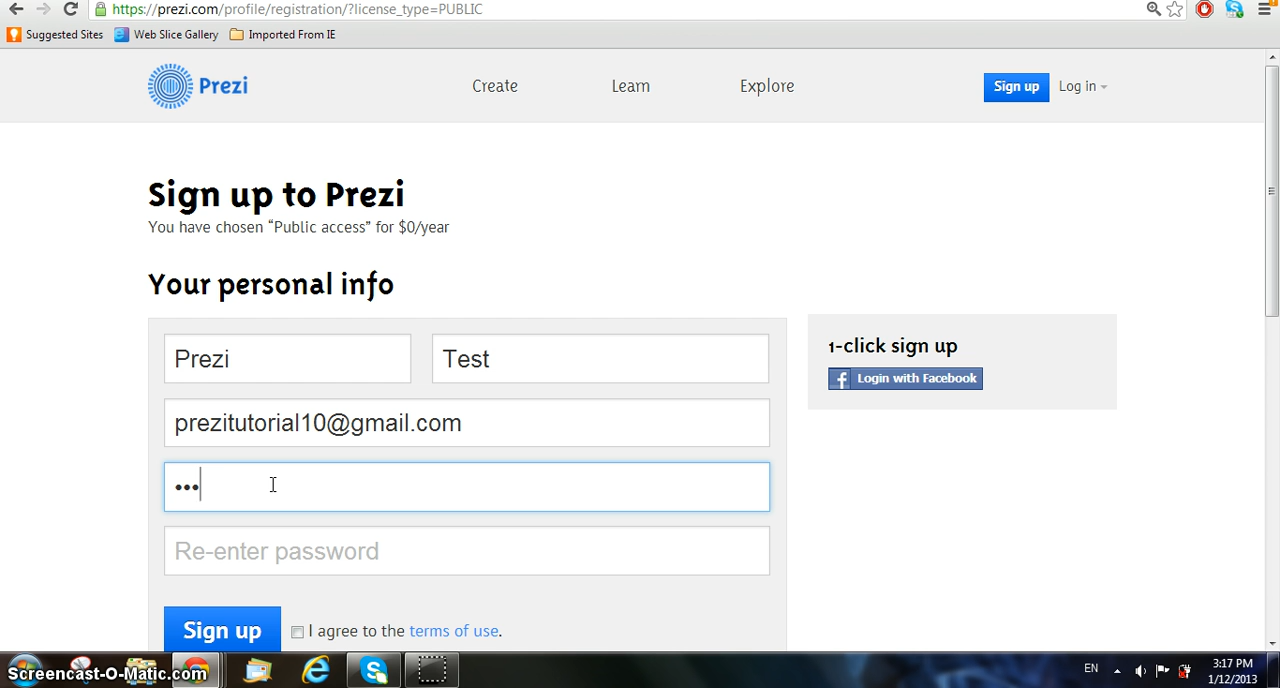 https://prezi.com/profile/registration/?license_type=PUBLIC
Suggested Sites Web Slice Gallery Imported From IE
Prezi Create Learn Explore Sign up Log in
Sign up to Prezi
You have chosen “Public access” for $0/year
Your personal info
Prezi Test
1-click sign up
f Login with Facebook
prezitutorial10@gmail.com
•••
Re-enter password
Sign up I agree to the terms of use.
Screencast-O-Matic.com
EN 3:17 PM
1/12/2013